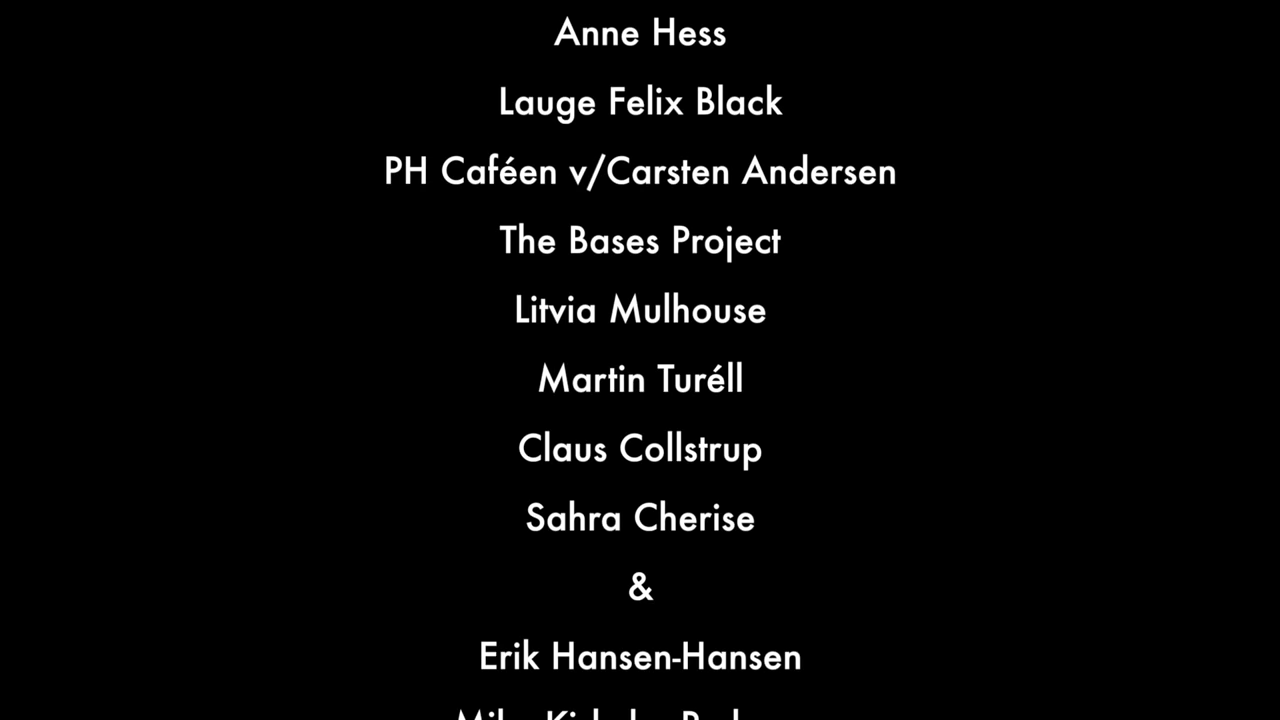 Anne Hess
Lauge Felix Black
PH Caféen v/Carsten Andersen
The Bases Project
Litvia Mulhouse
Martin Turéll
Claus Collstrup
Sahra Cherise
&
Erik Hansen-Hansen